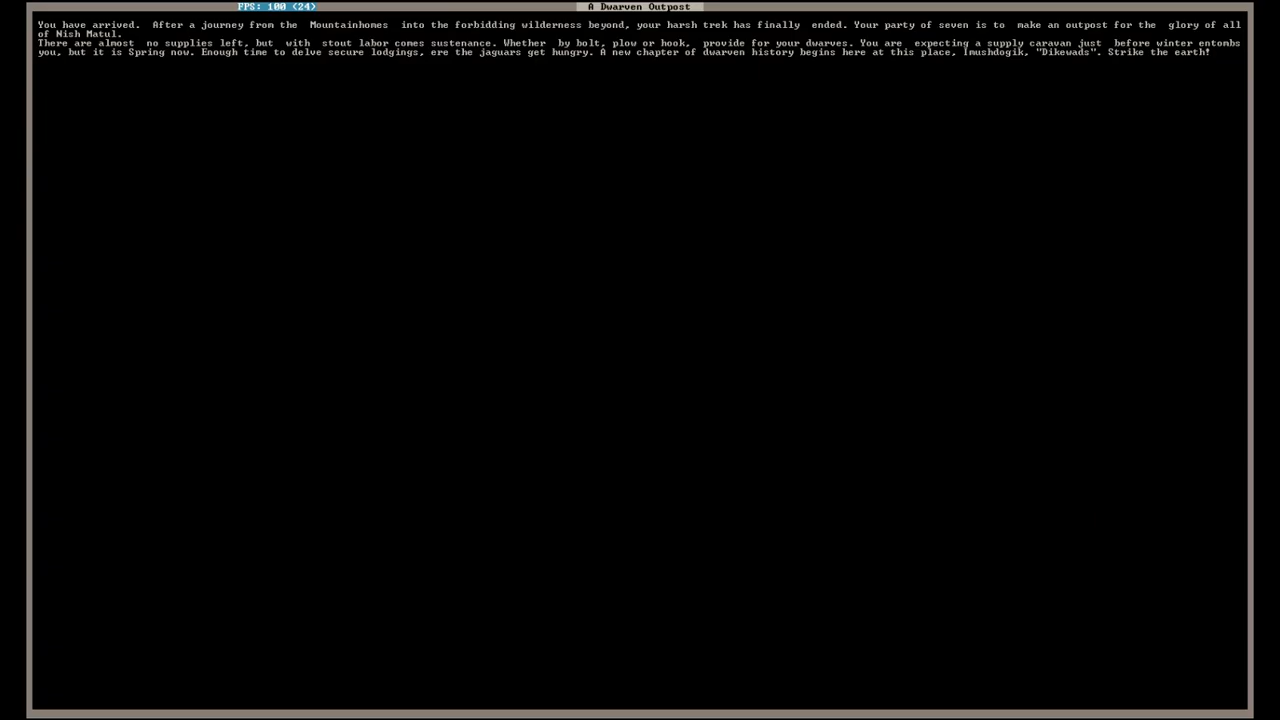 FPS: 100 (24)
A Dwarven Outpost
You have arrived. After a journey from the Mountainhomes into the forbidding wilderness beyond, your harsh trek has finally ended. Your party of seven is to make an outpost for the glory of all
of Nish Matul.
There are almost no supplies left, but with stout labor comes sustenance. Whether by bolt, plow or hook, provide for your dwarves. You are expecting a supply caravan just before winter entombs
you, but it is Spring now. Enough time to delve secure lodgings, ere the jaguars get hungry. A new chapter of dwarven history begins here at this place, Imushdogik, "Dikewads". Strike the earth!